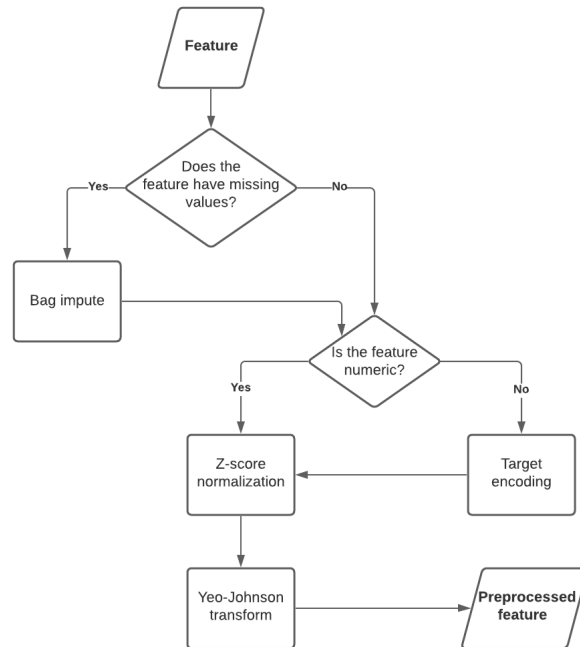 Feature
Does the
feature have missing
values?
Yes
No
Bag impute
Is the feature
numeric?
Yes
No
Z-score
normalization
Target
encoding
Yeo-Johnson
transform
Preprocessed
feature